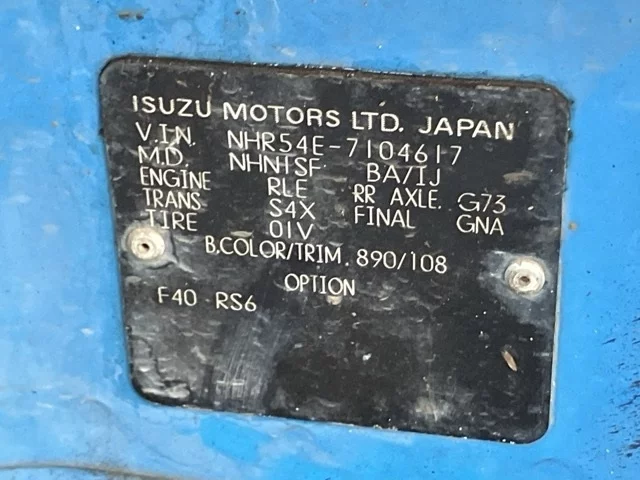 ISUZU MOTORS LTD. JAPAN
V.I.N. NHR54E-7104617
M.D. NHN1SF BA/IJ
ENGINE RLE RR AXLE. G73
TRANS S4X FINAL GNA
TIRE 01V
B.COLOR/TRIM. 890/108
OPTION
F40 RS6